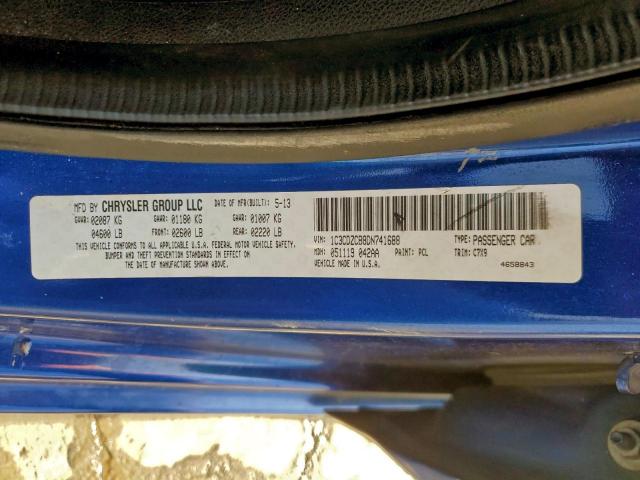 MFD BY CHRYSLER GROUP LLC DATE OF MFR(BUILT): 5-13
GVWR: 02087 KG GAWR: 01180 KG GAWR: 01007 KG
04600 LB FRONT: 02600 LB REAR: 02220 LB
THIS VEHICLE CONFORMS TO ALL APPLICABLE U.S.A. FEDERAL MOTOR VEHICLE SAFETY,
BUMPER AND THEFT PREVENTION STANDARDS IN EFFECT ON
THE DATE OF MANUFACTURE SHOWN ABOVE.
VIN: 1C3CDZCB8DN741688 TYPE: PASSENGER CAR
MDH: 051113 042AA PAINT: PCL TRIM: C7X9
VEHICLE MADE IN U.S.A. 4658843